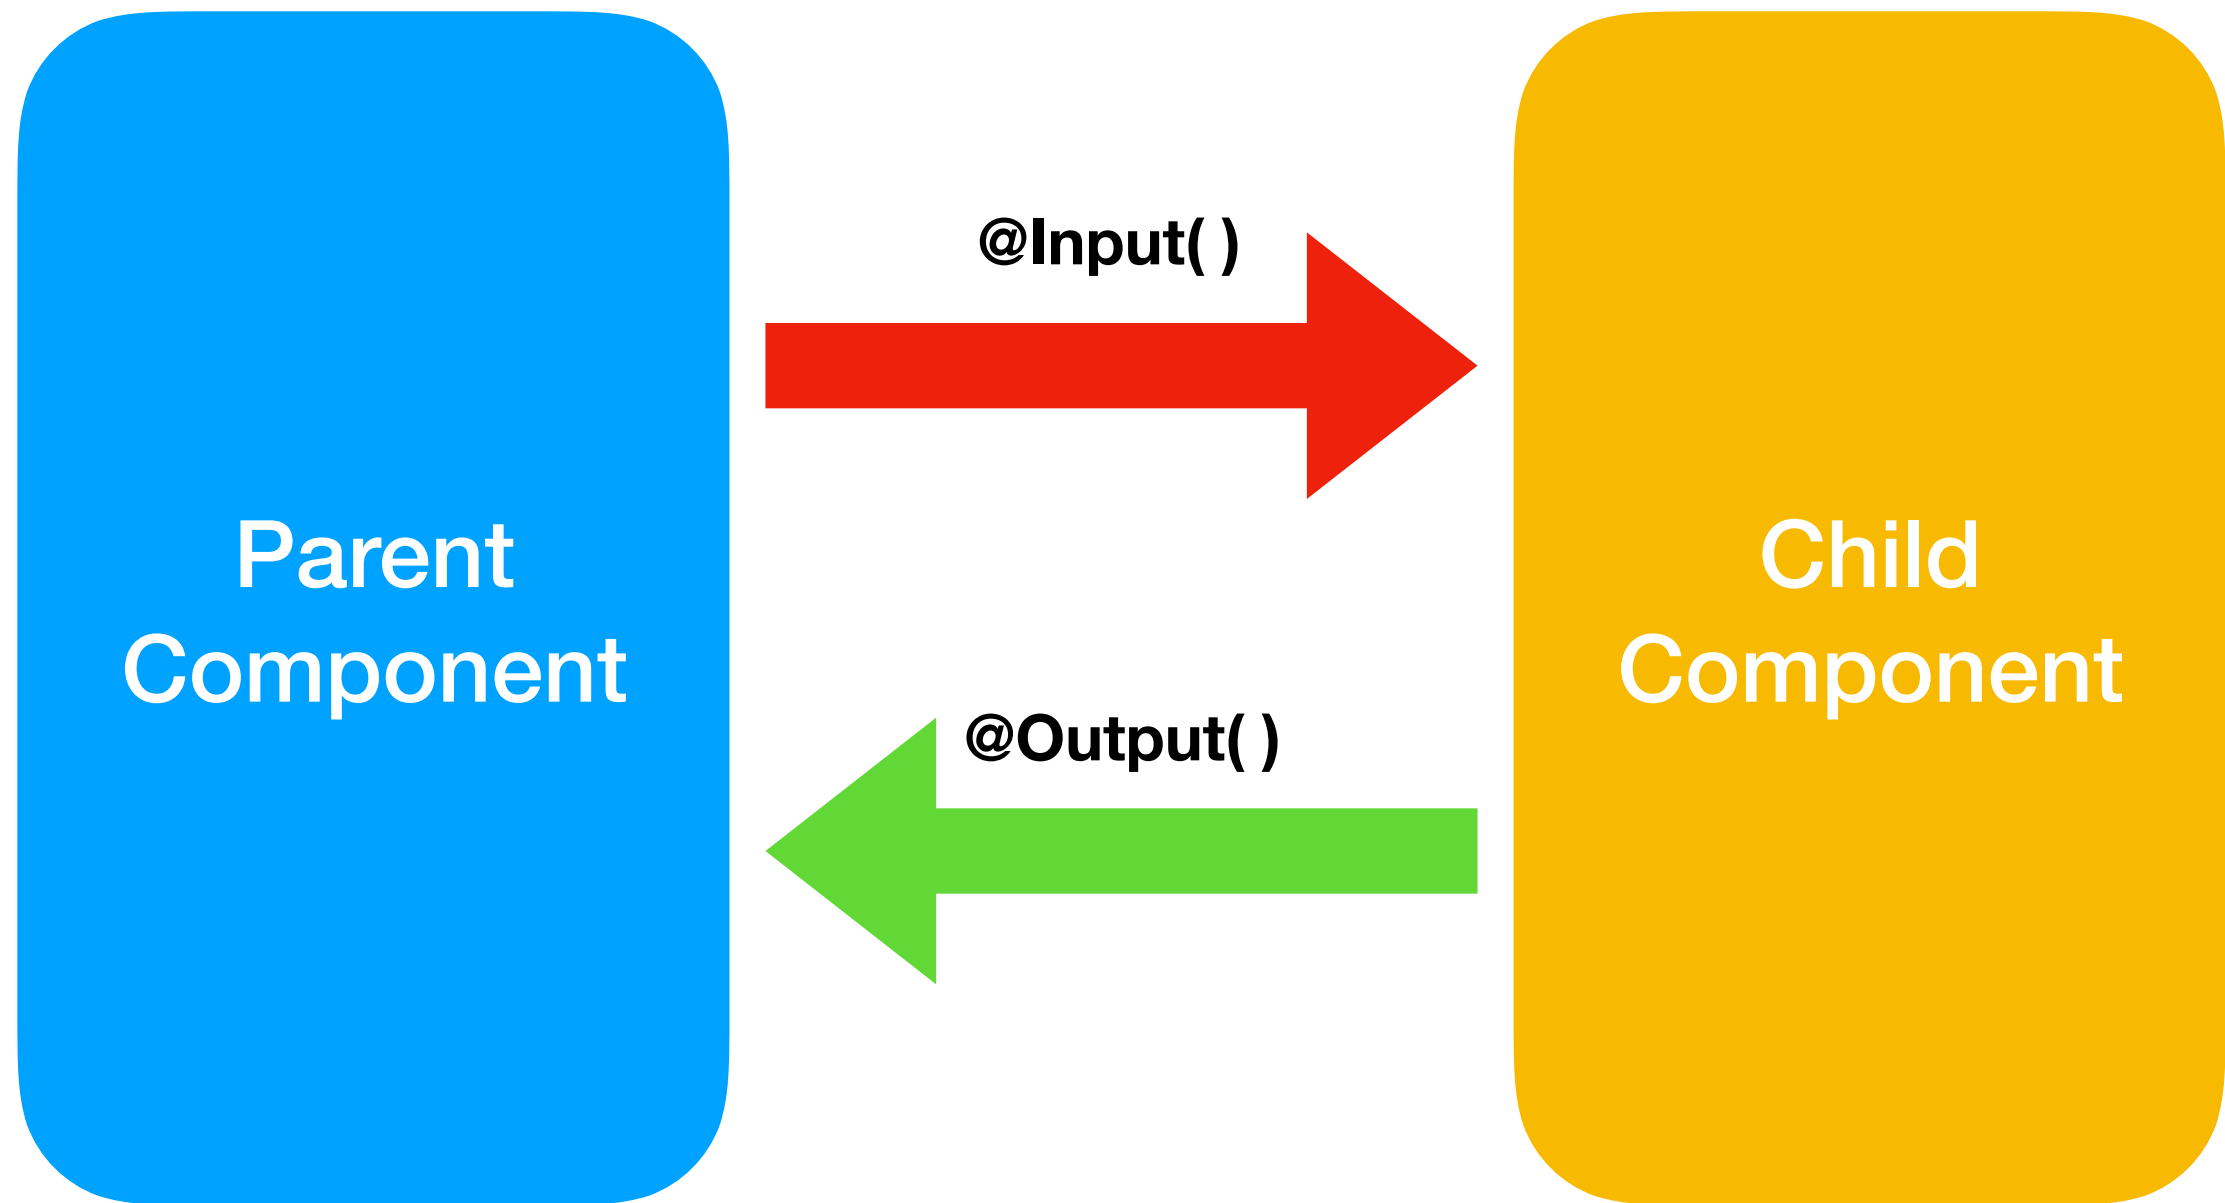 Parent
Component
@Input( )
@Output( )
Child
Component